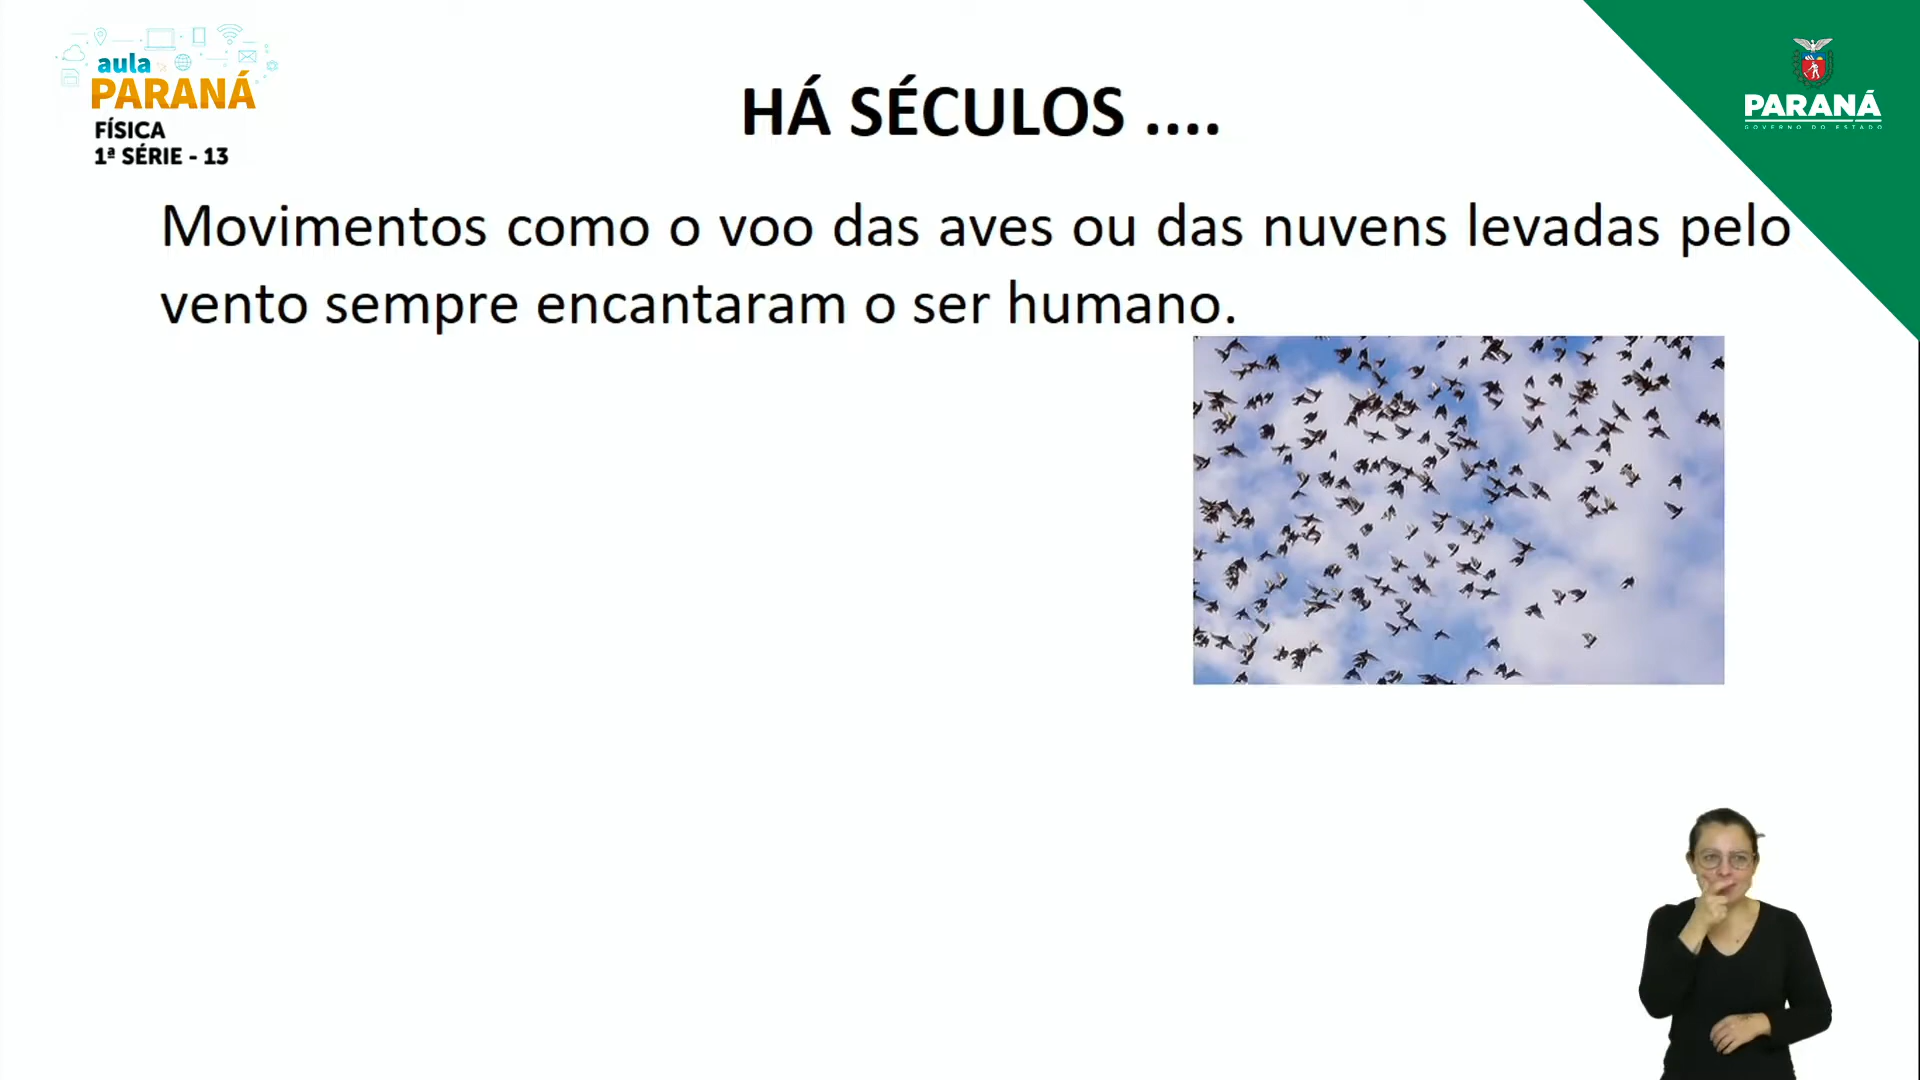 aula
PARANÁ
FÍSICA
1ª SÉRIE - 13
HÁ SÉCULOS ....
PARANÁ
GOVERNO DO ESTADO
Movimentos como o voo das aves ou das nuvens levadas pelo
vento sempre encantaram o ser humano.